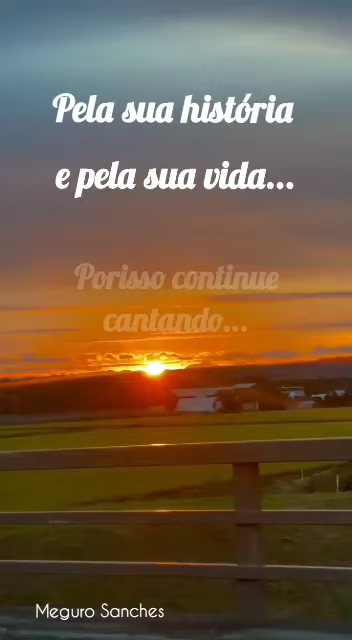 Pela sua história
e pela sua vida...
Porisso continue
cantando...
Meguro Sanches